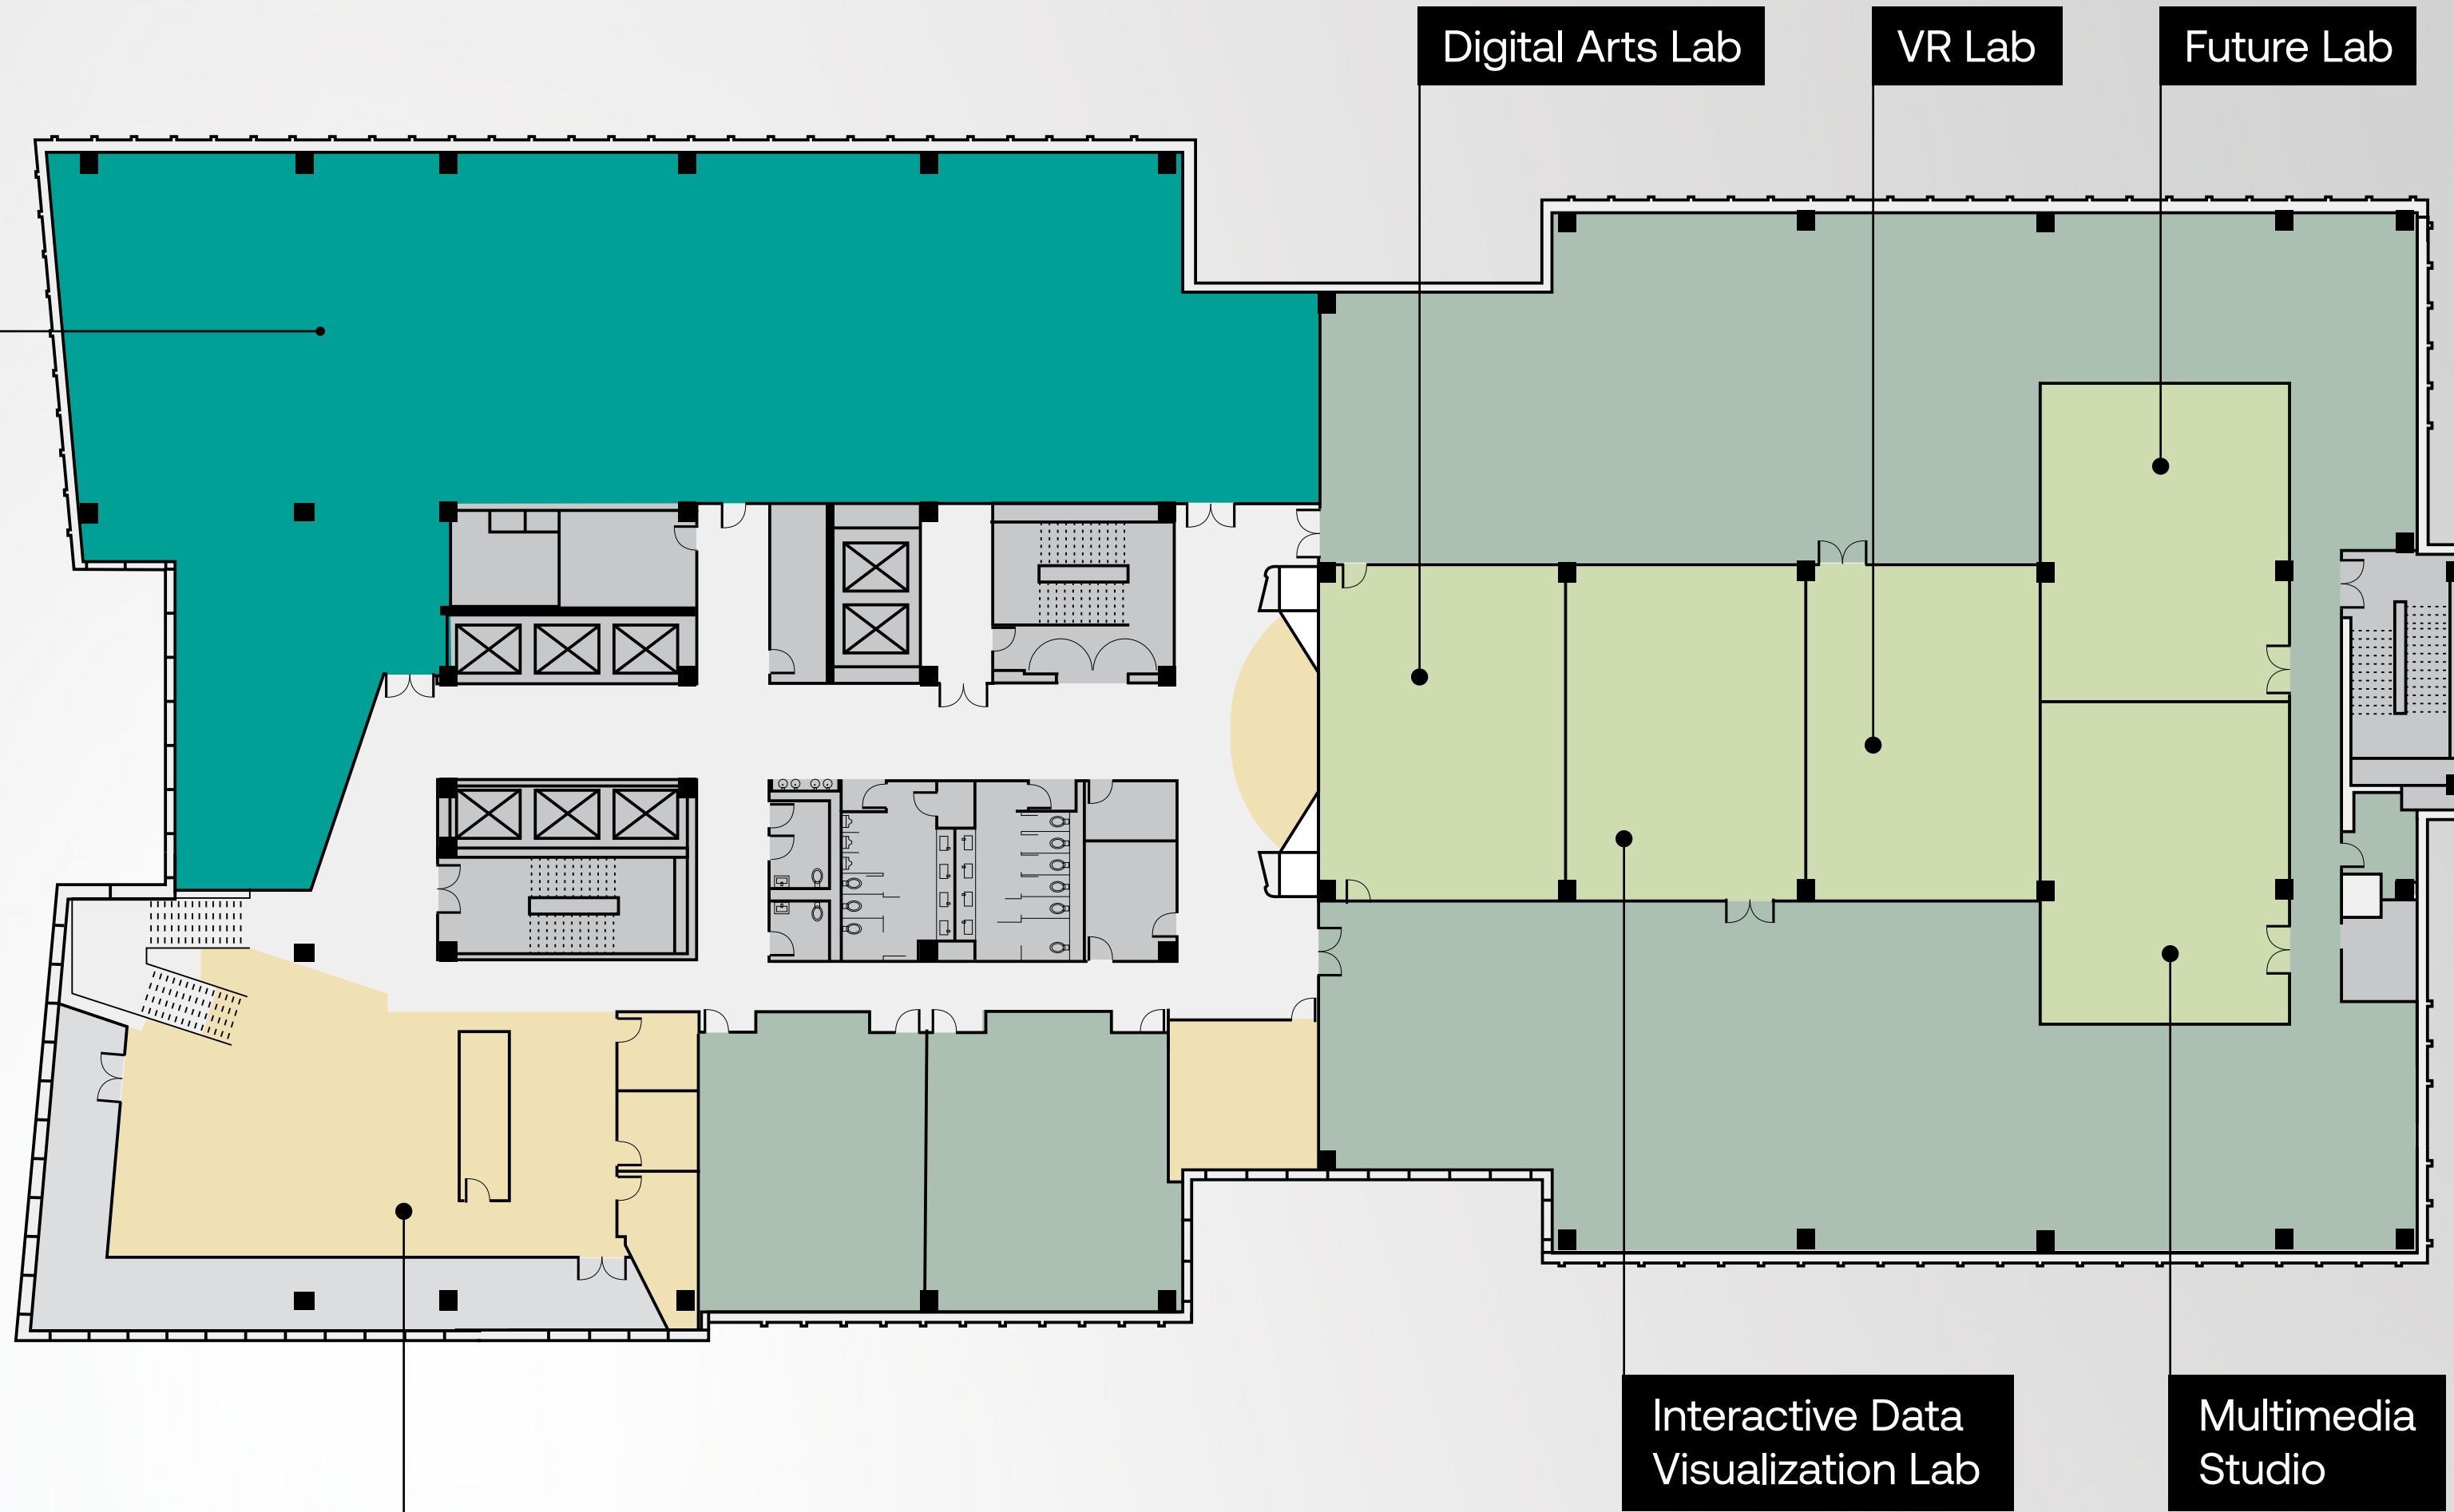 Digital Arts Lab
VR Lab
Future Lab
Interactive Data
Visualization Lab
Multimedia
Studio